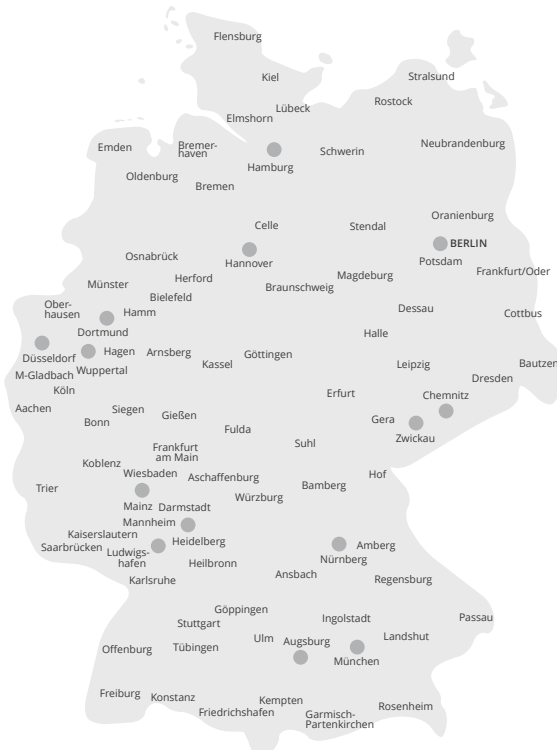 Flensburg
Kiel
Stralsund
Lübeck
Rostock
Elmshorn
Emden
Bremer-
haven
Hamburg
Schwerin
Neubrandenburg
Oldenburg
Bremen
Celle
Stendal
Oranienburg
BERLIN
Osnabrück
Hannover
Potsdam
Frankfurt/Oder
Münster
Herford
Braunschweig
Magdeburg
Bielefeld
Ober-
hausen
Hamm
Dessau
Cottbus
Dortmund
Halle
Düsseldorf
Hagen
Arnsberg
Kassel
Göttingen
Leipzig
Bautzen
M-Gladbach
Wuppertal
Dresden
Köln
Erfurt
Chemnitz
Aachen
Siegen
Gießen
Bonn
Gera
Zwickau
Fulda
Suhl
Frankfurt
am Main
Koblenz
Wiesbaden
Aschaffenburg
Hof
Trier
Würzburg
Bamberg
Mainz
Darmstadt
Mannheim
Kaiserslautern
Saarbrücken
Ludwigs-
hafen
Heidelberg
Heilbronn
Nürnberg
Amberg
Karlsruhe
Ansbach
Regensburg
Göppingen
Stuttgart
Ingolstadt
Passau
Offenburg
Tübingen
Ulm
Augsburg
Landshut
München
Freiburg
Konstanz
Kempten
Friedrichshafen
Garmisch-
Partenkirchen
Rosenheim